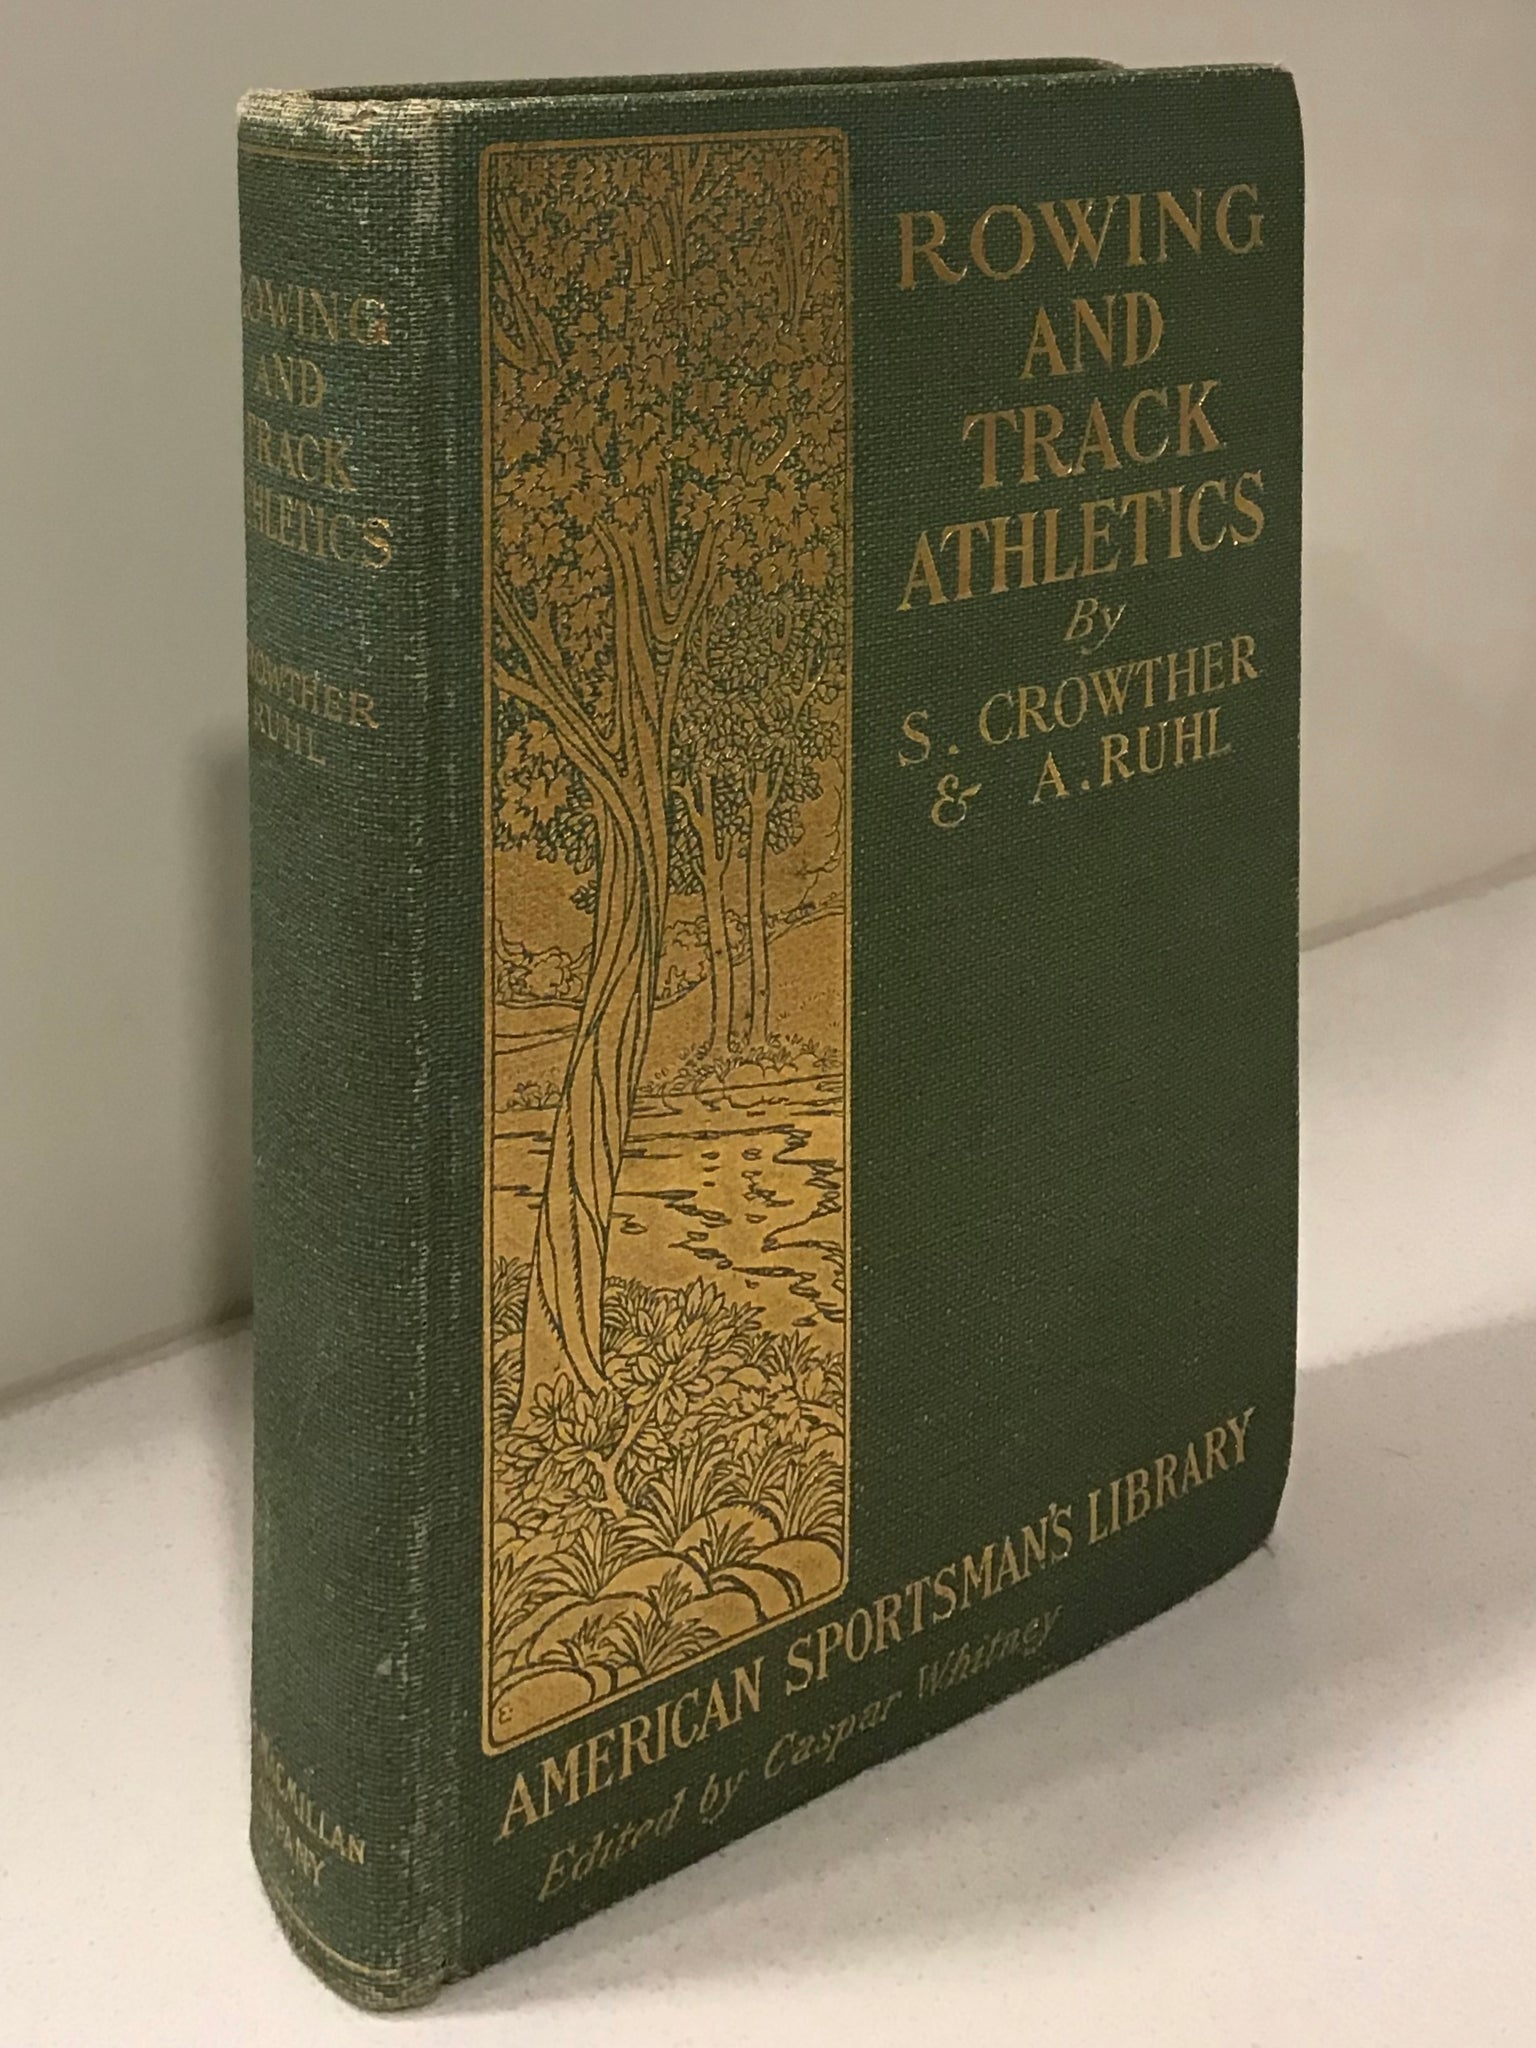 ROWING
AND
TRACK
ATHLETICS
CROWTHER
RUHL
MACMILLAN
COMPANY
ROWING
AND
TRACK
ATHLETICS
By
S. CROWTHER
& A. RUHL
AMERICAN SPORTSMAN'S LIBRARY
Edited by Caspar Whitney